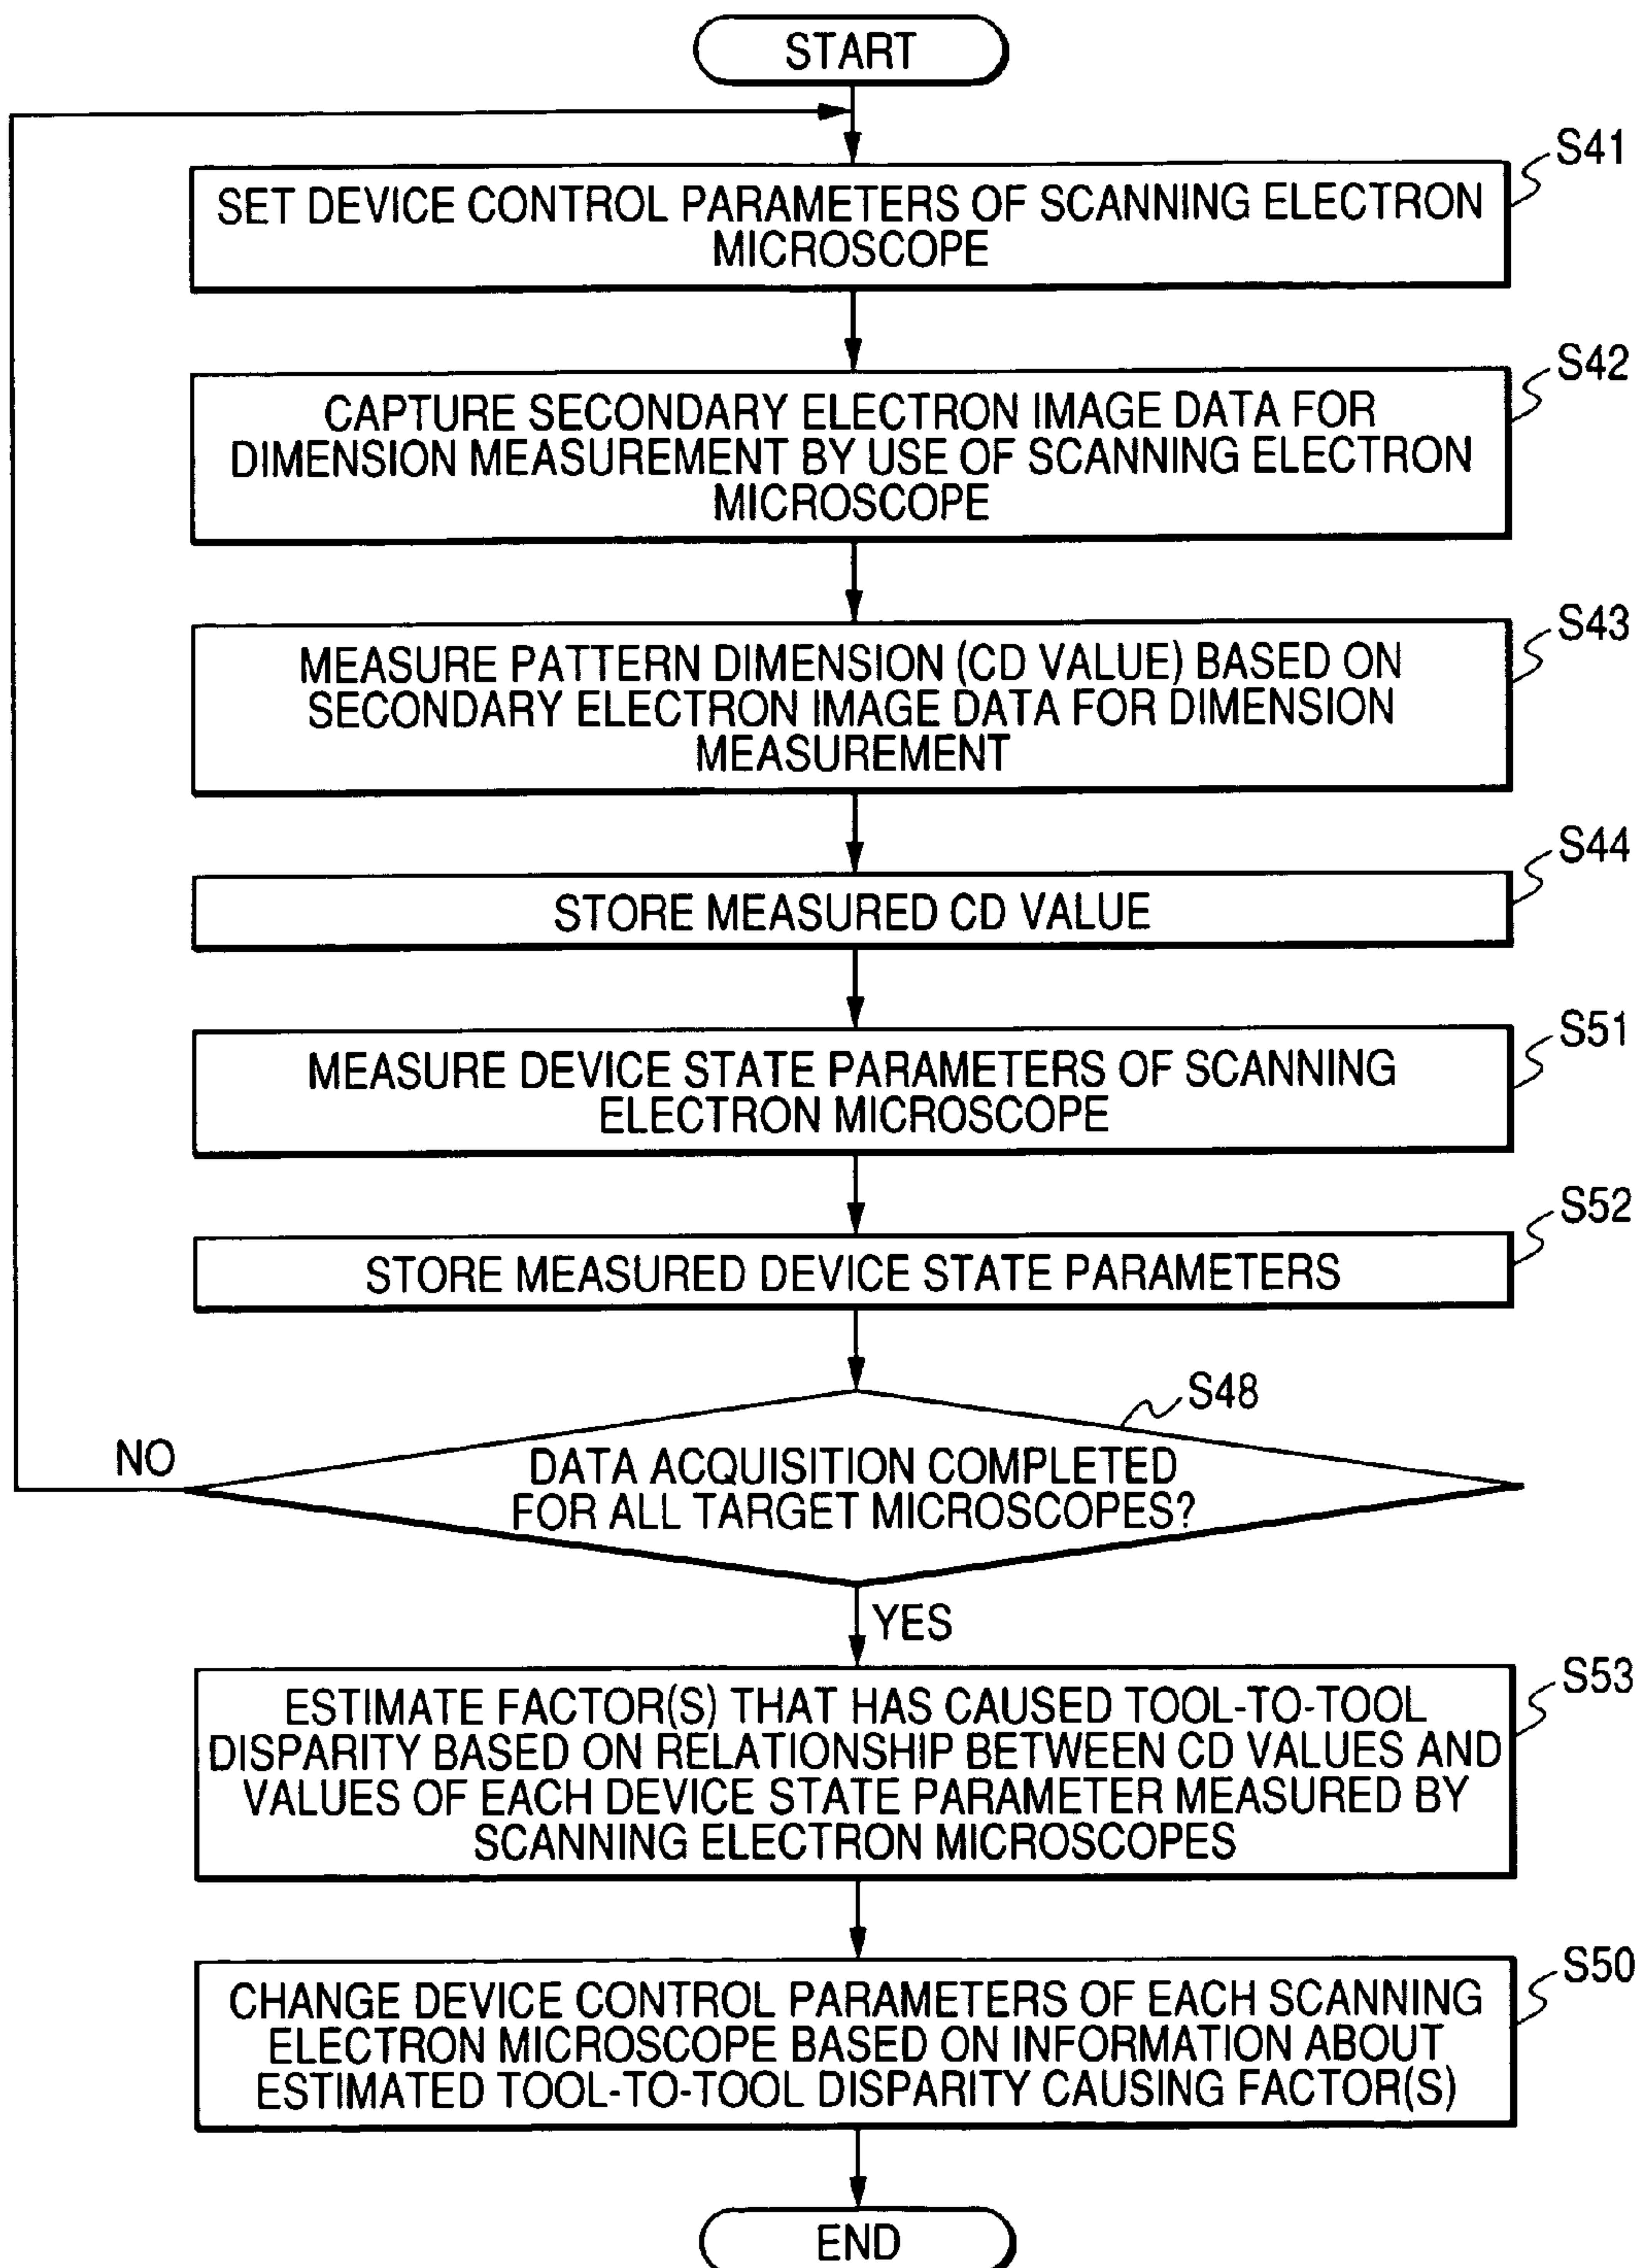 START
S41
SET DEVICE CONTROL PARAMETERS OF SCANNING ELECTRON
MICROSCOPE
S42
CAPTURE SECONDARY ELECTRON IMAGE DATA FOR
DIMENSION MEASUREMENT BY USE OF SCANNING ELECTRON
MICROSCOPE
S43
MEASURE PATTERN DIMENSION (CD VALUE) BASED ON
SECONDARY ELECTRON IMAGE DATA FOR DIMENSION
MEASUREMENT
S44
STORE MEASURED CD VALUE
S51
MEASURE DEVICE STATE PARAMETERS OF SCANNING
ELECTRON MICROSCOPE
S52
STORE MEASURED DEVICE STATE PARAMETERS
S48
NO
DATA ACQUISITION COMPLETED
FOR ALL TARGET MICROSCOPES?
YES
S53
ESTIMATE FACTOR(S) THAT HAS CAUSED TOOL-TO-TOOL
DISPARITY BASED ON RELATIONSHIP BETWEEN CD VALUES AND
VALUES OF EACH DEVICE STATE PARAMETER MEASURED BY
SCANNING ELECTRON MICROSCOPES
S50
CHANGE DEVICE CONTROL PARAMETERS OF EACH SCANNING
ELECTRON MICROSCOPE BASED ON INFORMATION ABOUT
ESTIMATED TOOL-TO-TOOL DISPARITY CAUSING FACTOR(S)
END